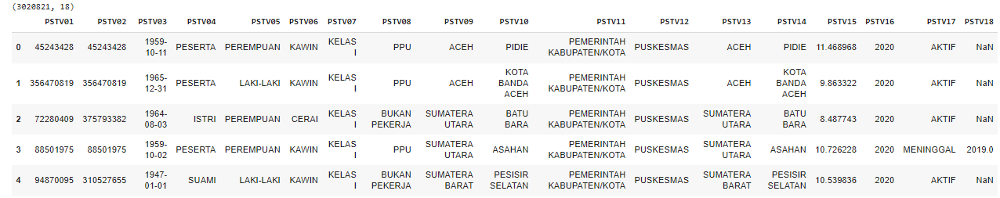 (3020821, 18)
PSTV01 PSTV02 PSTV03 PSTV04 PSTV05 PSTV06 PSTV07 PSTV08 PSTV09 PSTV10 PSTV11 PSTV12 PSTV13 PSTV14 PSTV15 PSTV16 PSTV17 PSTV18
0 45243428 45243428 1959-10-11 PESERTA PEREMPUAN KAWIN KELAS I PPU ACEH PIDIE PEMERINTAH KABUPATEN/KOTA PUSKESMAS ACEH PIDIE 11.468968 2020 AKTIF NaN
1 356470819 356470819 1965-12-31 PESERTA LAKI-LAKI KAWIN KELAS I PPU ACEH KOTA BANDA ACEH PEMERINTAH KABUPATEN/KOTA PUSKESMAS ACEH KOTA BANDA ACEH 9.863322 2020 AKTIF NaN
2 72280409 375793382 1964-08-03 ISTRI PEREMPUAN CERAI KELAS I BUKAN PEKERJA SUMATERA UTARA BATU BARA PEMERINTAH KABUPATEN/KOTA PUSKESMAS SUMATERA UTARA BATU BARA 8.487743 2020 AKTIF NaN
3 88501975 88501975 1959-10-02 PESERTA PEREMPUAN KAWIN KELAS I PPU SUMATERA UTARA ASAHAN PEMERINTAH KABUPATEN/KOTA PUSKESMAS SUMATERA UTARA ASAHAN 10.726228 2020 MENINGGAL 2019.0
4 94870095 310527655 1947-01-01 SUAMI LAKI-LAKI KAWIN KELAS I BUKAN PEKERJA SUMATERA BARAT PESISIR SELATAN PEMERINTAH KABUPATEN/KOTA PUSKESMAS SUMATERA BARAT PESISIR SELATAN 10.539836 2020 AKTIF NaN